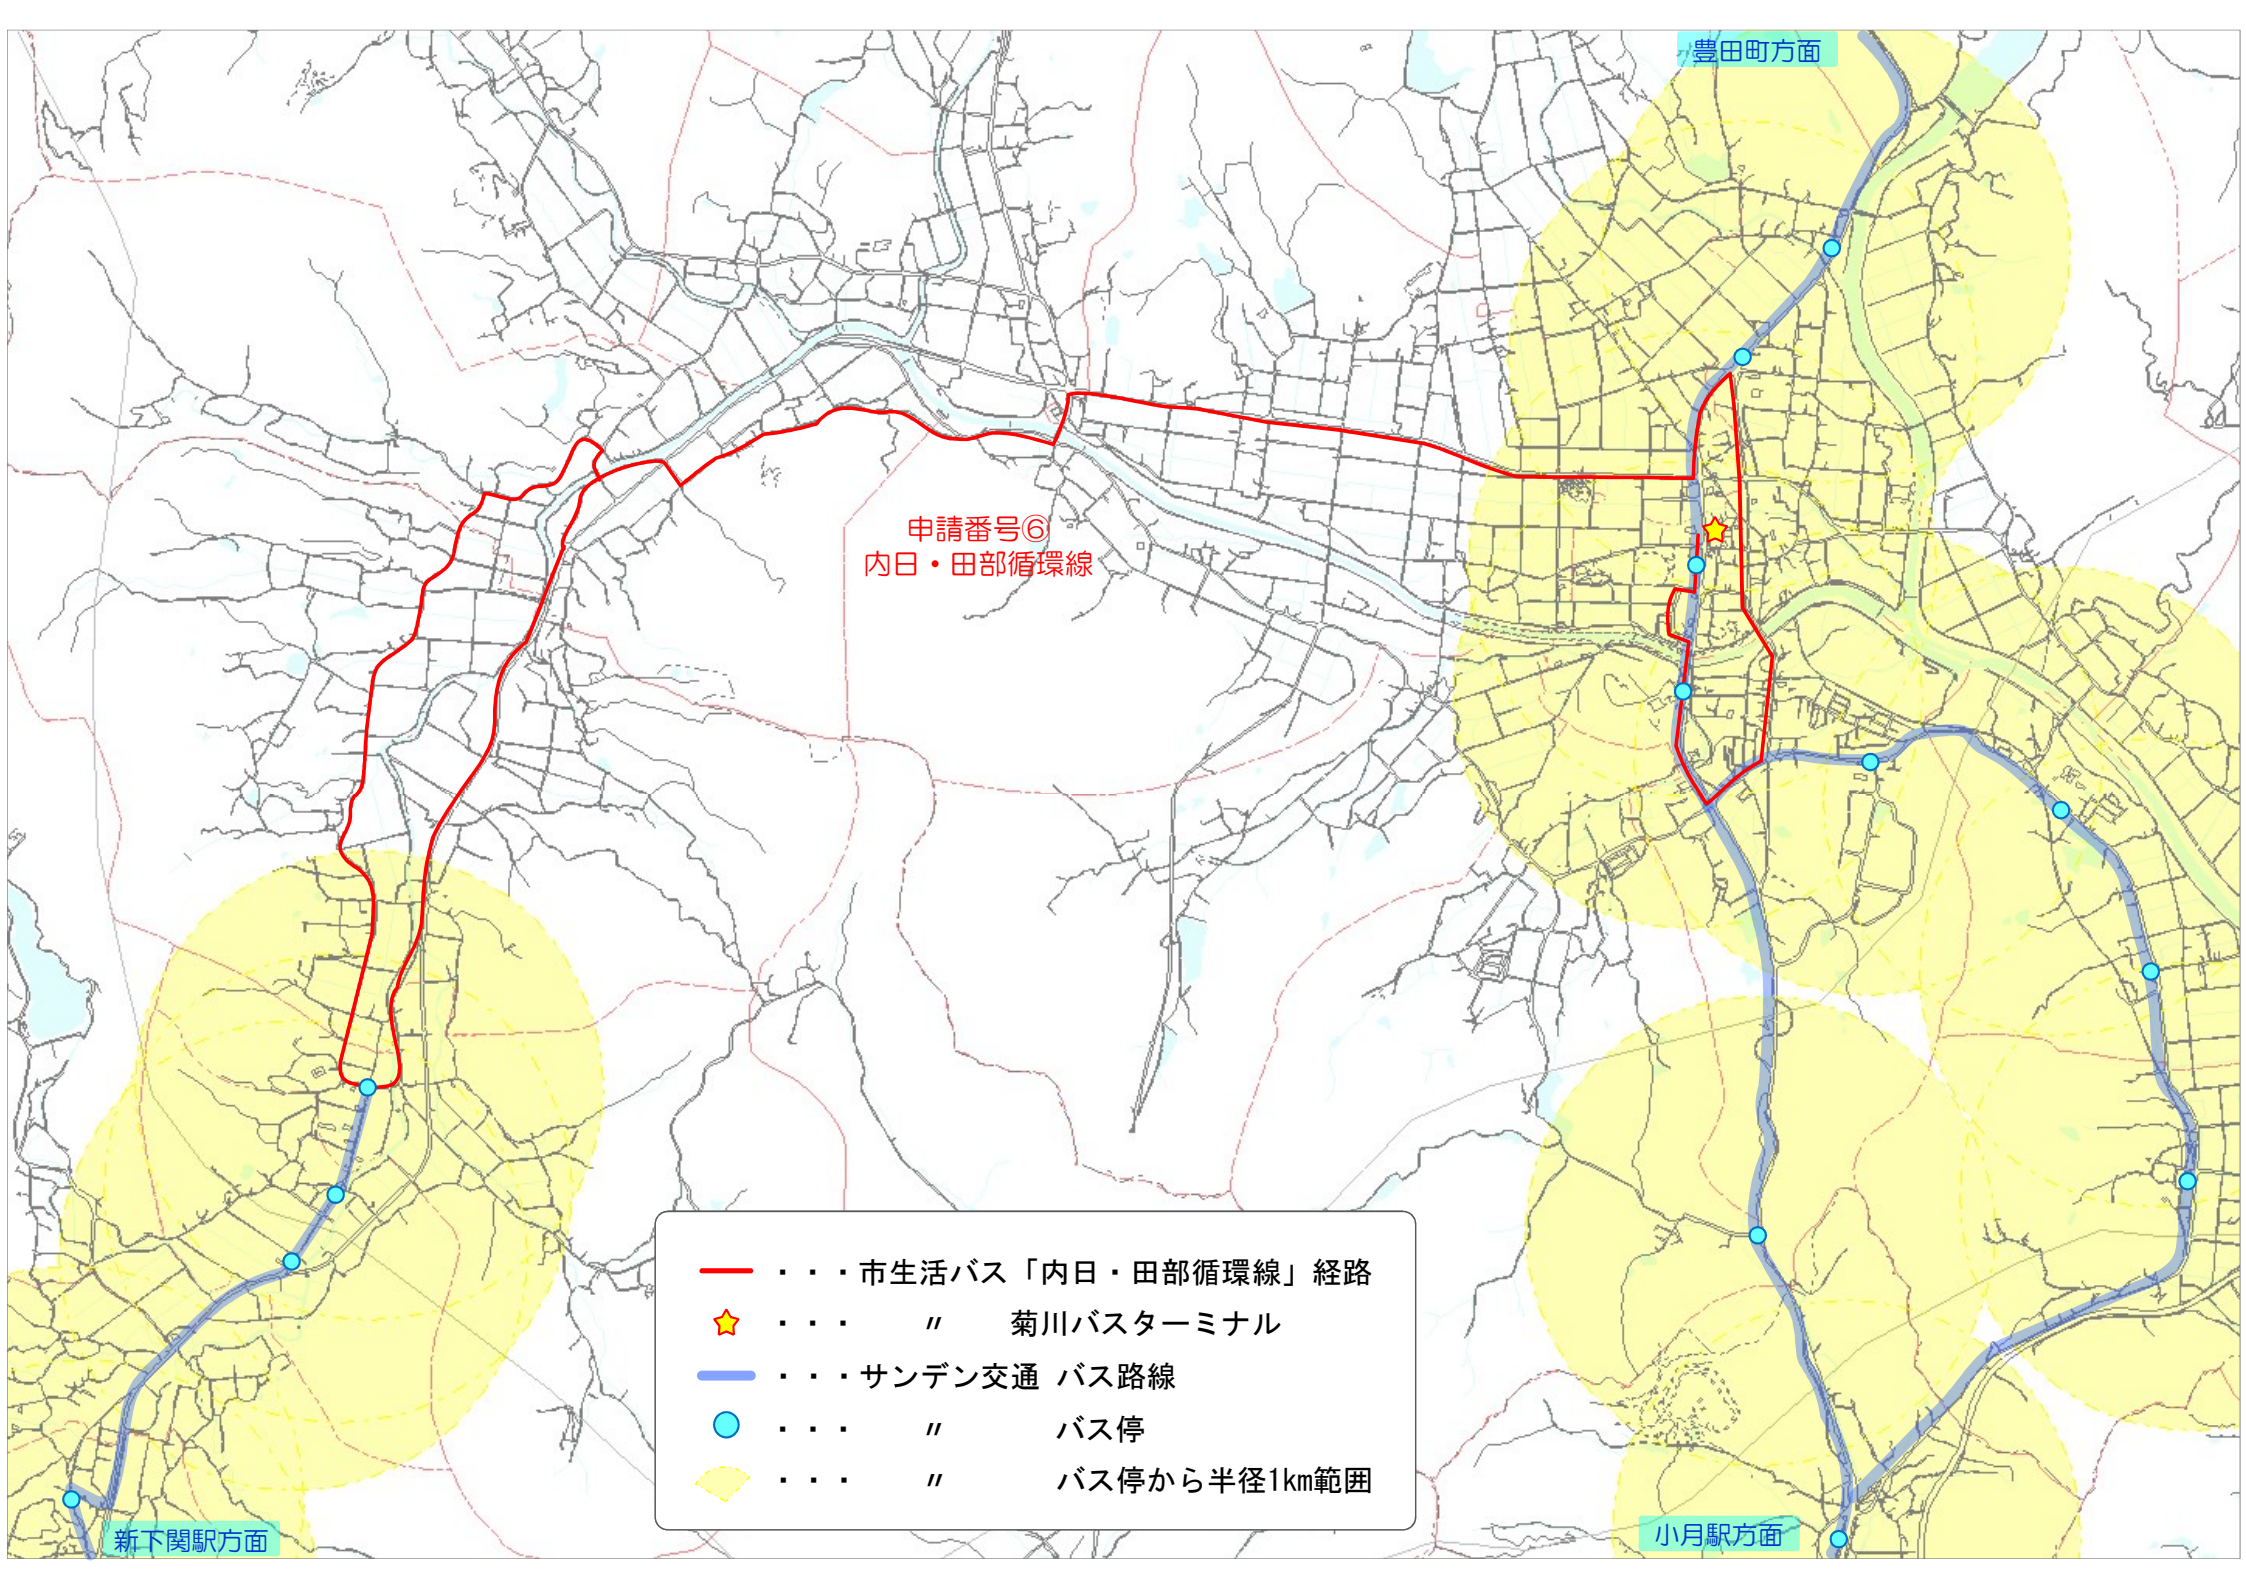 豊田町方面
申請番号⑥
内日・田部循環線
・・・市生活バス「内日・田部循環線」経路
・・・ 〃 菊川バスターミナル
・・・サンデン交通 バス路線
・・・ 〃 バス停
・・・ 〃 バス停から半径1km範囲
新下関駅方面
小月駅方面